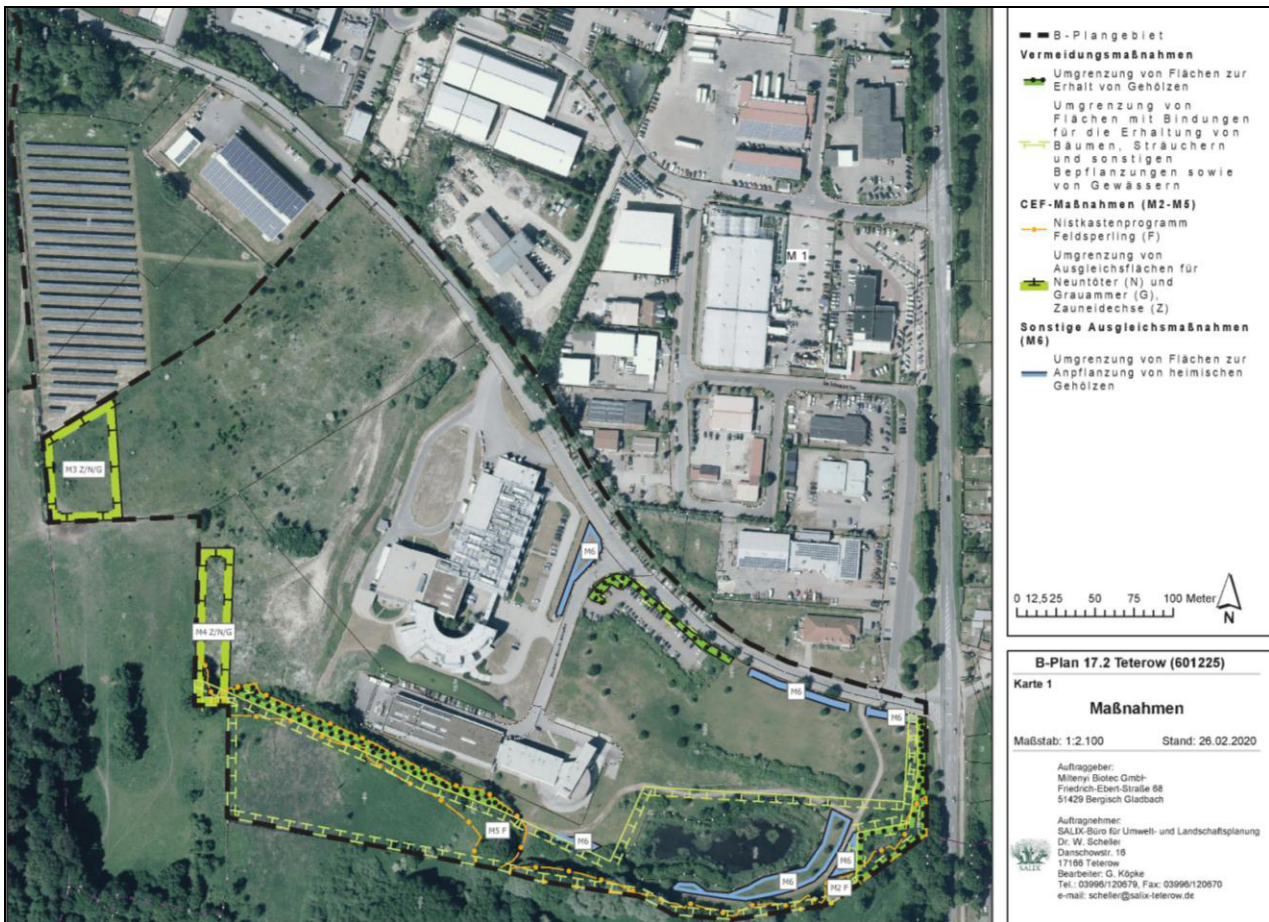 B-Plangebiet
Vermeidungsmaßnahmen
Umgrenzung von Flächen zur
Erhalt von Gehölzen
Umgrenzung von
Flächen mit Bindungen
für die Erhaltung von
Bäumen, Sträuchern
und sonstigen
Bepflanzungen sowie
von Gewässern
CEF-Maßnahmen (M2-M5)
Nistkastenprogramm
Feldsperling (F)
Umgrenzung von
Ausgleichsflächen für
Neuntöter (N) und
Grauammer (G),
Zauneidechse (Z)
Sonstige Ausgleichsmaßnahmen
(M6)
Umgrenzung von Flächen zur
Anpflanzung von heimischen
Gehölzen
0 12,525 50 75 100 Meter
N
B-Plan 17.2 Teterow (601225)
Karte 1
Maßnahmen
Maßstab: 1:2.100 Stand: 26.02.2020
Auftraggeber:
Miltenyi Biotec GmbH
Friedrich-Ebert-Straße 68
51429 Bergisch Gladbach
Auftragnehmer:
SALIX-Büro für Umwelt- und Landschaftsplanung
Dr. W. Scheller
Danschowstr. 16
17166 Teterow
Bearbeiter: G. Köpke
Tel.: 03996/120679, Fax: 03996/120670
e-mail: scheller@salix-teterow.de
SALIX
M 1
M3 Z/N/G
M6
M4 Z/N/G
M6
M6
M5 F
M6
M6
M6
M2 F